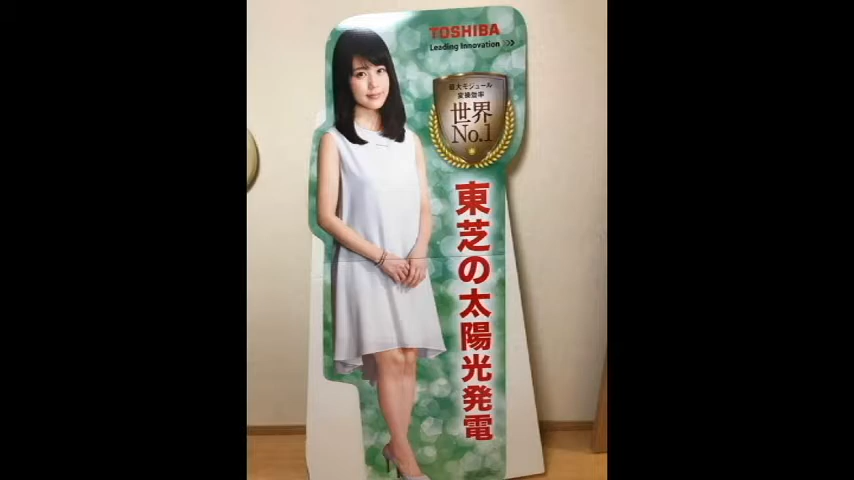 TOSHIBA
Leading Innovation >>>
最大モジュール
変換効率
世界
No.1
東芝の太陽光発電